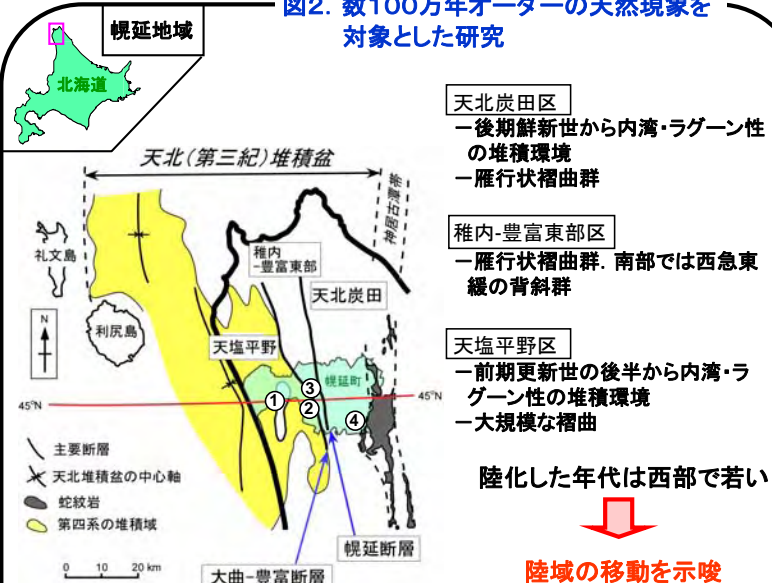 図2. 数100万年オーダーの天然現象を
対象とした研究
幌延地域
北海道
天北(第三紀)堆積盆
神居古潭帯
礼文島
利尻島
稚内
-豊富東部
天北炭田
天塩平野
幌延町
N
①
②
③
④
45°N
45°N
主要断層
天北堆積盆の中心軸
蛇紋岩
第四系の堆積域
0 10 20 km
幌延断層
大曲-豊富断層
天北炭田区
－後期鮮新世から内湾・ラグーン性
の堆積環境
－雁行状褶曲群
稚内-豊富東部区
－雁行状褶曲群. 南部では西急東
緩の背斜群
天塩平野区
－前期更新世の後半から内湾・ラ
グーン性の堆積環境
－大規模な褶曲
陸化した年代は西部で若い
陸域の移動を示唆